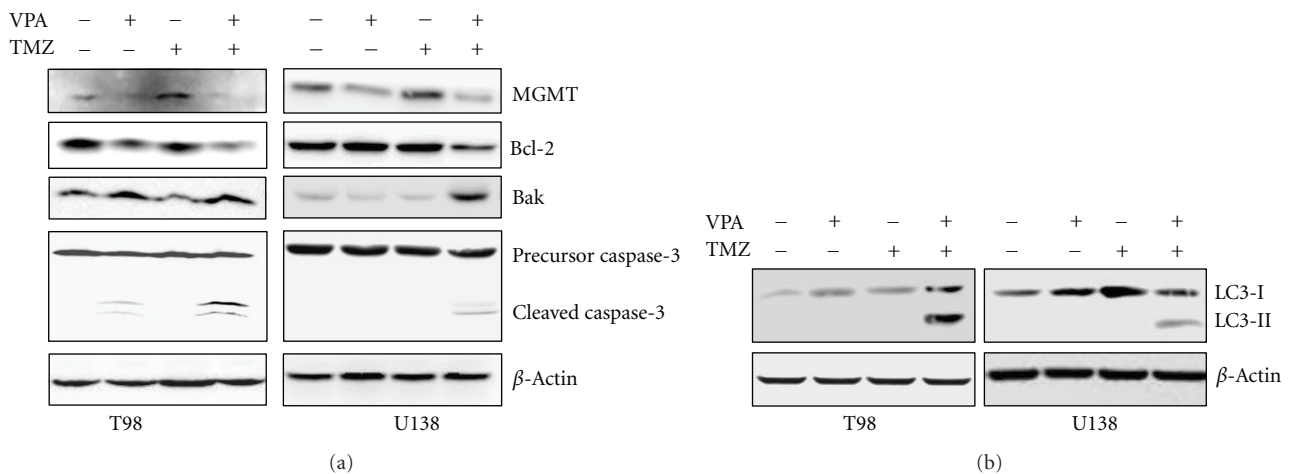 VPA − + − + − + − +
TMZ − − + + − − + +
MGMT
Bcl-2
Bak
Precursor caspase-3
Cleaved caspase-3
β-Actin
T98 U138
(a)
VPA − + − + − + − +
TMZ − − + + − − + +
LC3-I
LC3-II
β-Actin
T98 U138
(b)